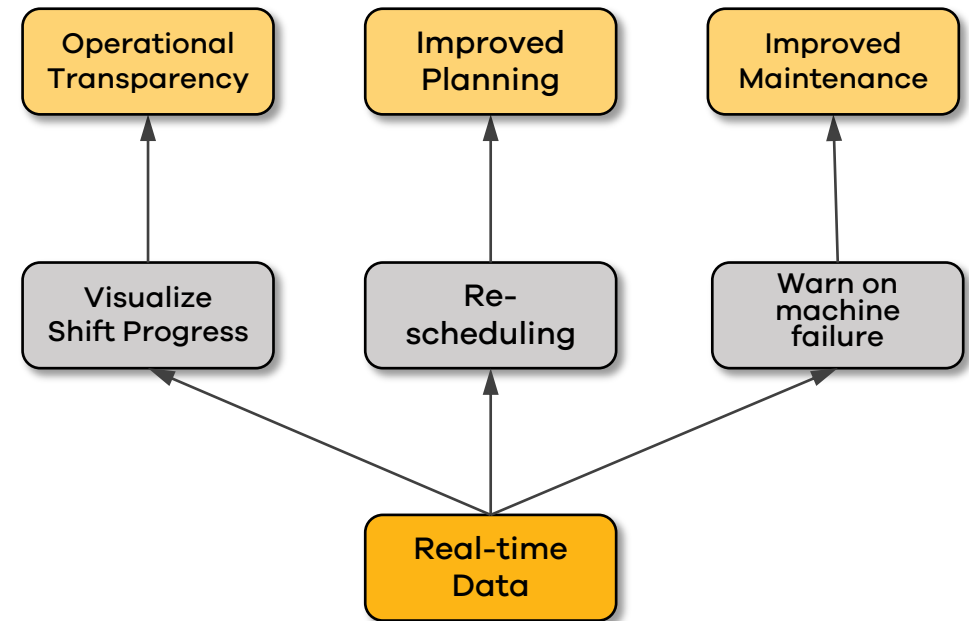 Operational
Transparency
Improved
Planning
Improved
Maintenance
Visualize
Shift Progress
Re-
scheduling
Warn on
machine
failure
Real-time
Data